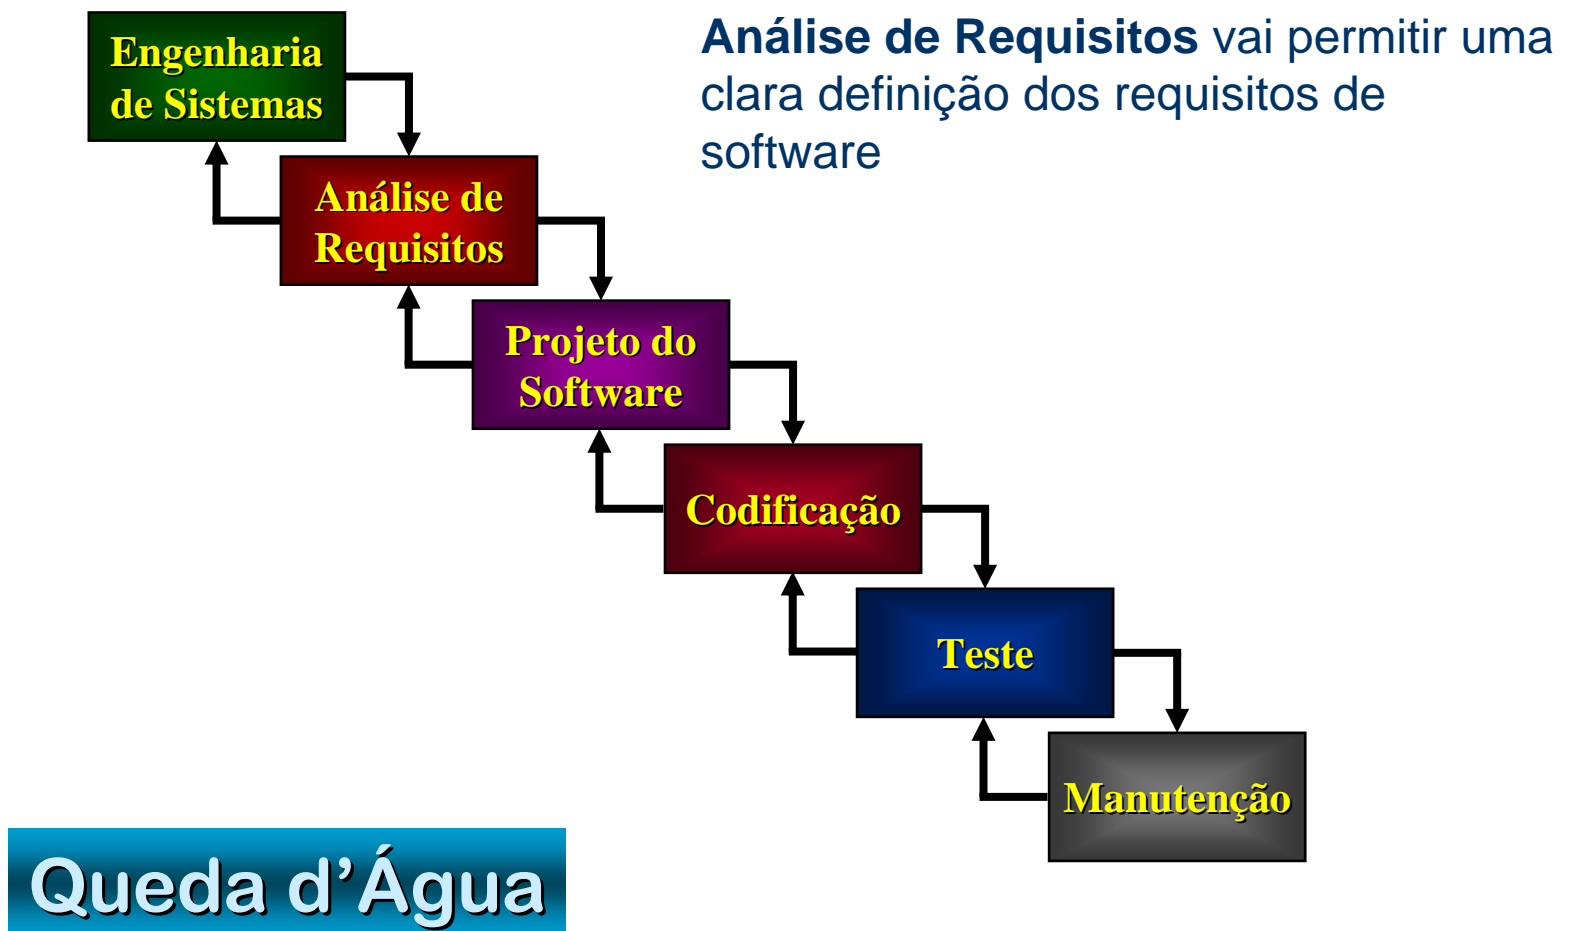 Engenharia
de Sistemas
Análise de Requisitos vai permitir uma
clara definição dos requisitos de
software
Análise de
Requisitos
Projeto do
Software
Codificação
Teste
Manutenção
Queda d’Água